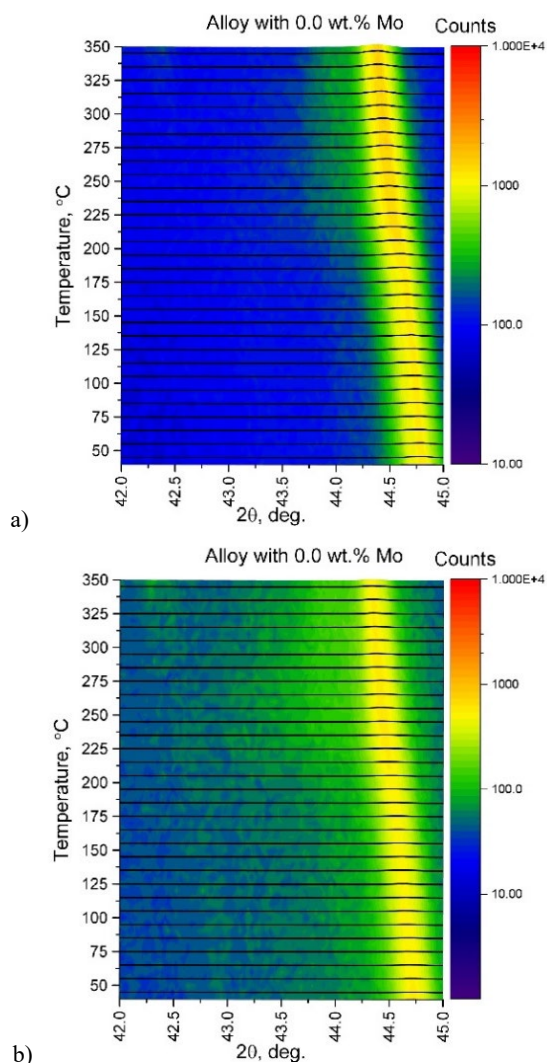 Alloy with 0.0 wt.% Mo Counts
350
325
300
275
250
225
200
175
150
125
100
75
50
Temperature, °C
1.000E+4
1000
100.0
10.00
42.0 42.5 43.0 43.5 44.0 44.5 45.0
2θ, deg.
a)
Alloy with 0.0 wt.% Mo Counts
350
325
300
275
250
225
200
175
150
125
100
75
50
Temperature, °C
1.000E+4
1000
100.0
10.00
42.0 42.5 43.0 43.5 44.0 44.5 45.0
2θ, deg.
b)